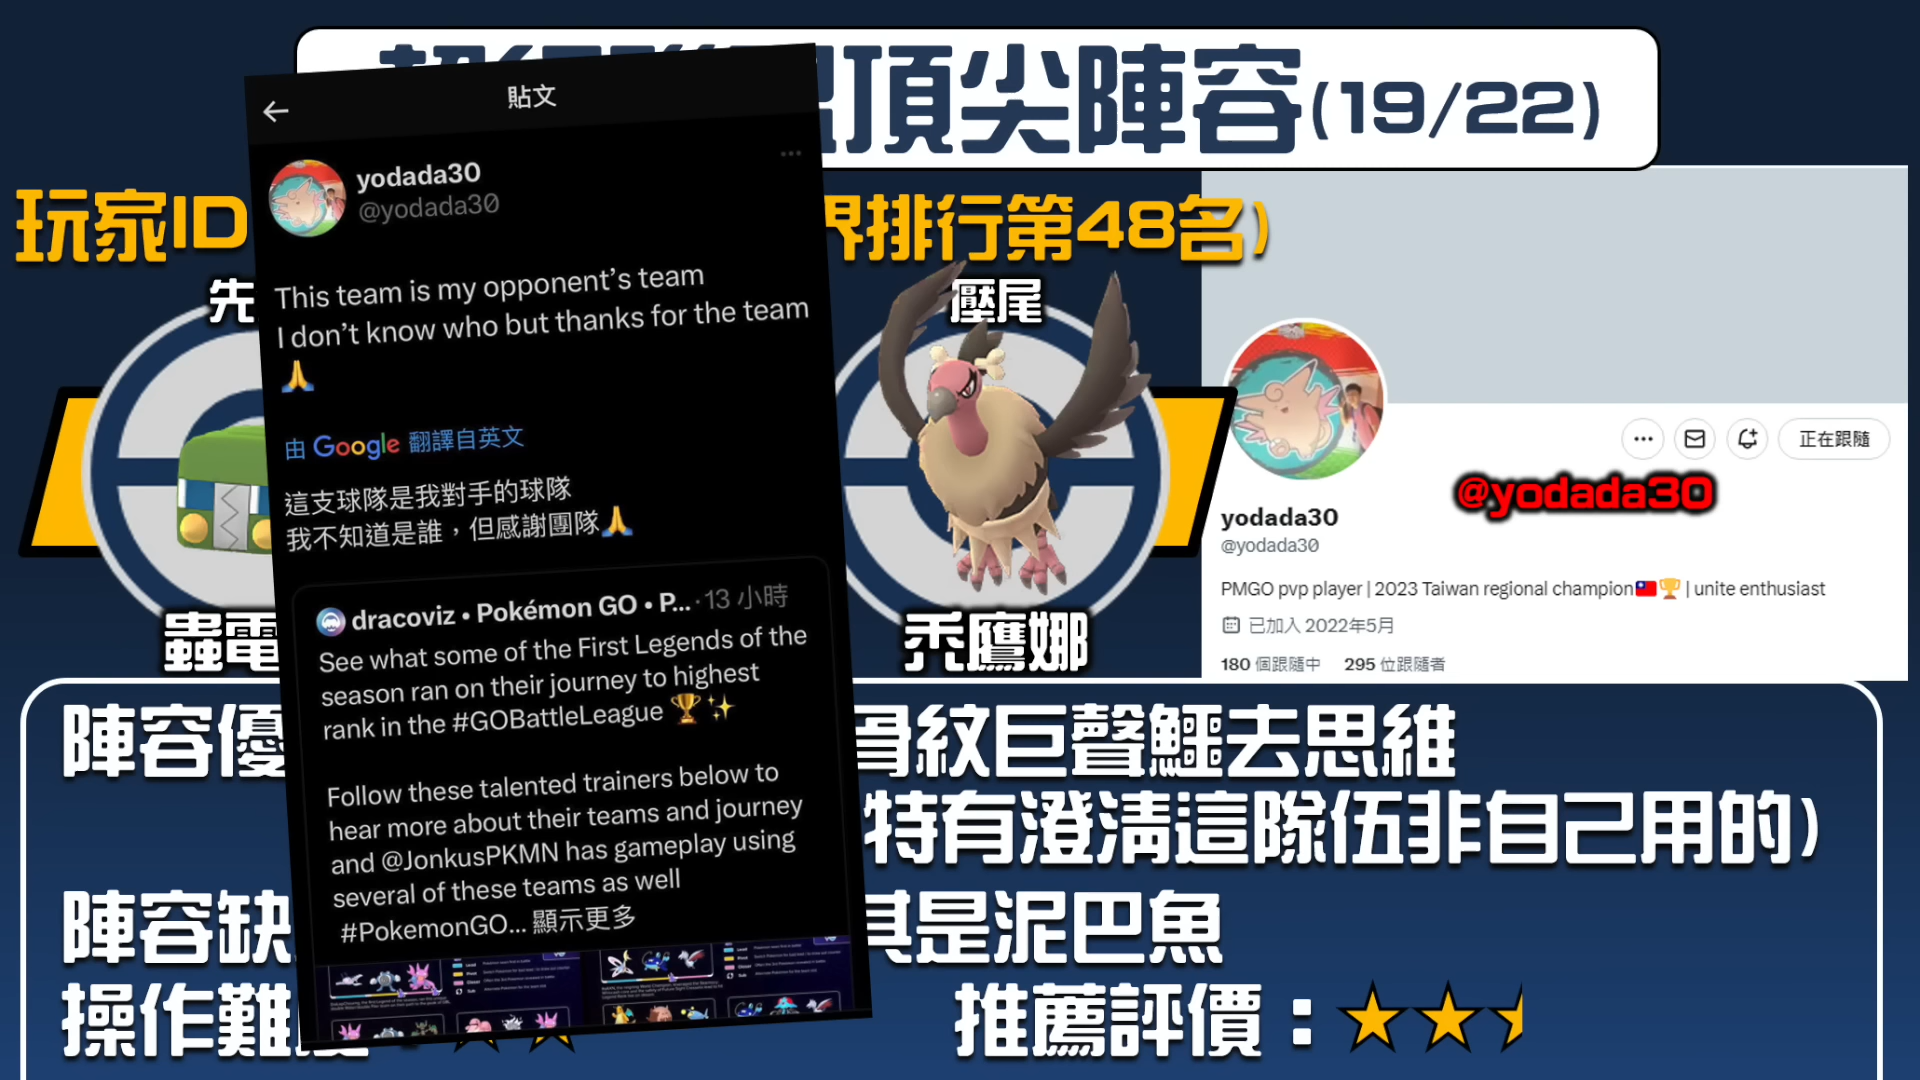 頂尖陣容(19/22)
玩家ID
界排行第48名)
先
壓尾
蟲電
禿鷹娜
貼文
yodada30
@yodada30
This team is my opponent's team
I don't know who but thanks for the team
🙏
由 Google 翻譯自英文
這支球隊是我對手的球隊
我不知道是誰，但感謝團隊🙏
dracoviz • Pokémon GO • P... · 13 小時
See what some of the First Legends of the
season ran on their journey to highest
rank in the #GOBattleLeague 🏆✨
Follow these talented trainers below to
hear more about their teams and journey
and @JonkusPKMN has gameplay using
several of these teams as well
#PokemonGO... 顯示更多
正在跟隨
@yodada30
yodada30
@yodada30
PMGO pvp player | 2023 Taiwan regional champion🇹🇼🏆 | unite enthusiast
已加入 2022年5月
180 個跟隨中 295 位跟隨者
陣容優
骨紋巨聲鱷去思維
特有澄清這隊伍非自己用的)
陣容缺
其是泥巴魚
操作難
推薦評價：★★